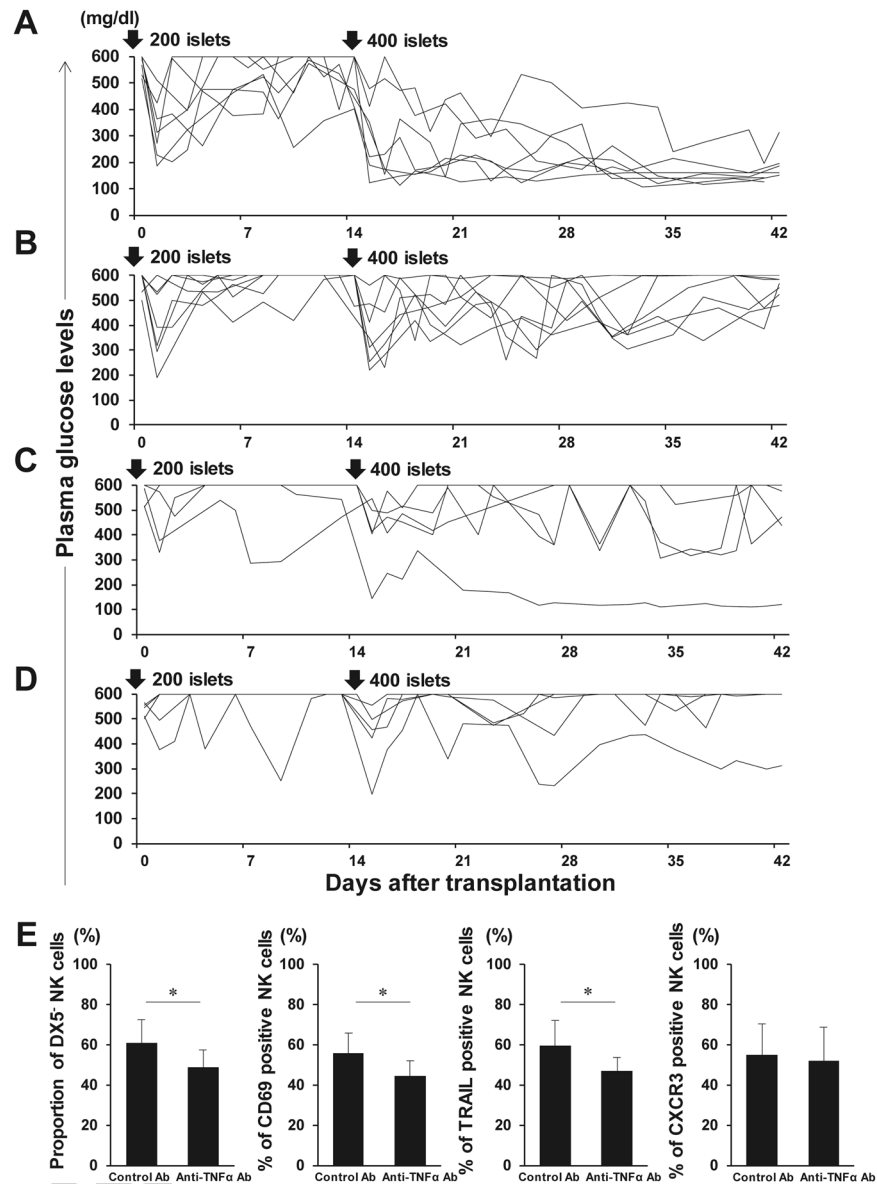 A
(mg/dl)
200 islets
400 islets
600
500
400
300
200
100
0
0 7 14 21 28 35 42
B
200 islets
400 islets
600
500
400
300
200
100
0
0 7 14 21 28 35 42
Plasma glucose levels
C
200 islets
400 islets
600
500
400
300
200
100
0
0 7 14 21 28 35 42
D
200 islets
400 islets
600
500
400
300
200
100
0
0 7 14 21 28 35 42
Days after transplantation
E
(%)
Proportion of DX5- NK cells
100
80
60
40
20
0
*
Control Ab Anti-TNFα Ab
(%)
% of CD69 positive NK cells
100
80
60
40
20
0
*
Control Ab Anti-TNFα Ab
(%)
% of TRAIL positive NK cells
100
80
60
40
20
0
*
Control Ab Anti-TNFα Ab
(%)
% of CXCR3 positive NK cells
100
80
60
40
20
0
Control Ab Anti-TNFα Ab